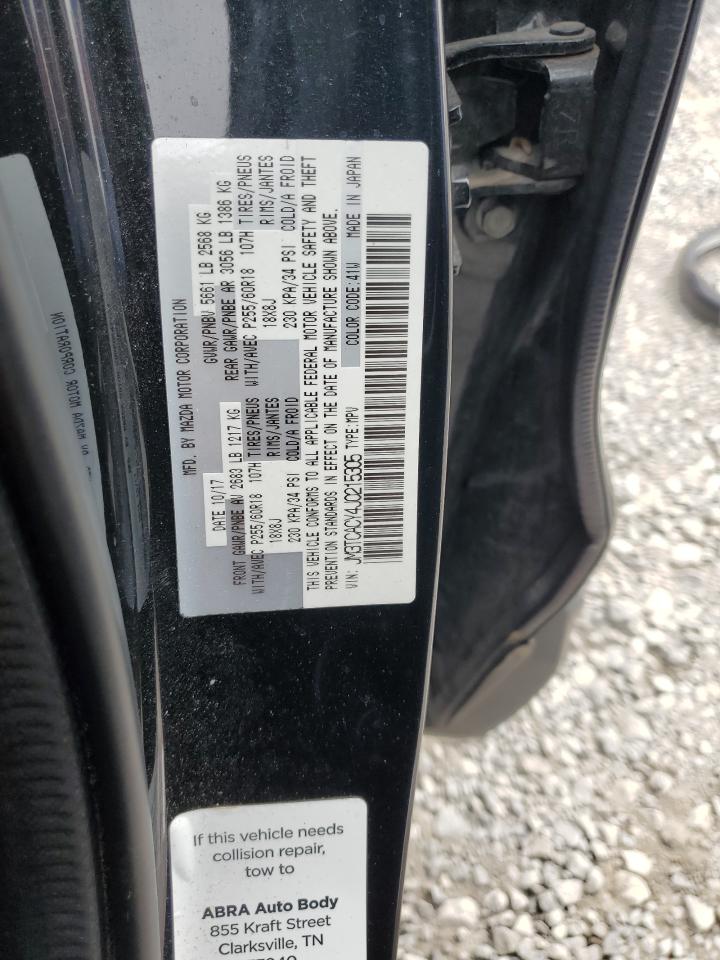 MFD. BY MAZDA MOTOR CORPORATION
DATE 10/17 GVWR/PNBV 5661 LB 2568 KG
FRONT GAWR/PNBE AV 2683 LB 1217 KG REAR GAWR/PNBE AR 3056 LB 1386 KG
WITH/AVEC P255/60R18 107H TIRES/PNEUS WITH/AVEC P255/60R18 107H TIRES/PNEUS
18X8J RIMS/JANTES 18X8J RIMS/JANTES
230 KPA/34 PSI COLD/A FROID 230 KPA/34 PSI COLD/A FROID
THIS VEHICLE CONFORMS TO ALL APPLICABLE FEDERAL MOTOR VEHICLE SAFETY AND THEFT
PREVENTION STANDARDS IN EFFECT ON THE DATE OF MANUFACTURE SHOWN ABOVE.
VIN: JM3TCACY4J0215305 TYPE:MPV COLOR CODE:41W MADE IN JAPAN
MAZDA MOTOR CORPORATION
If this vehicle needs
collision repair,
tow to
ABRA Auto Body
855 Kraft Street
Clarksville, TN